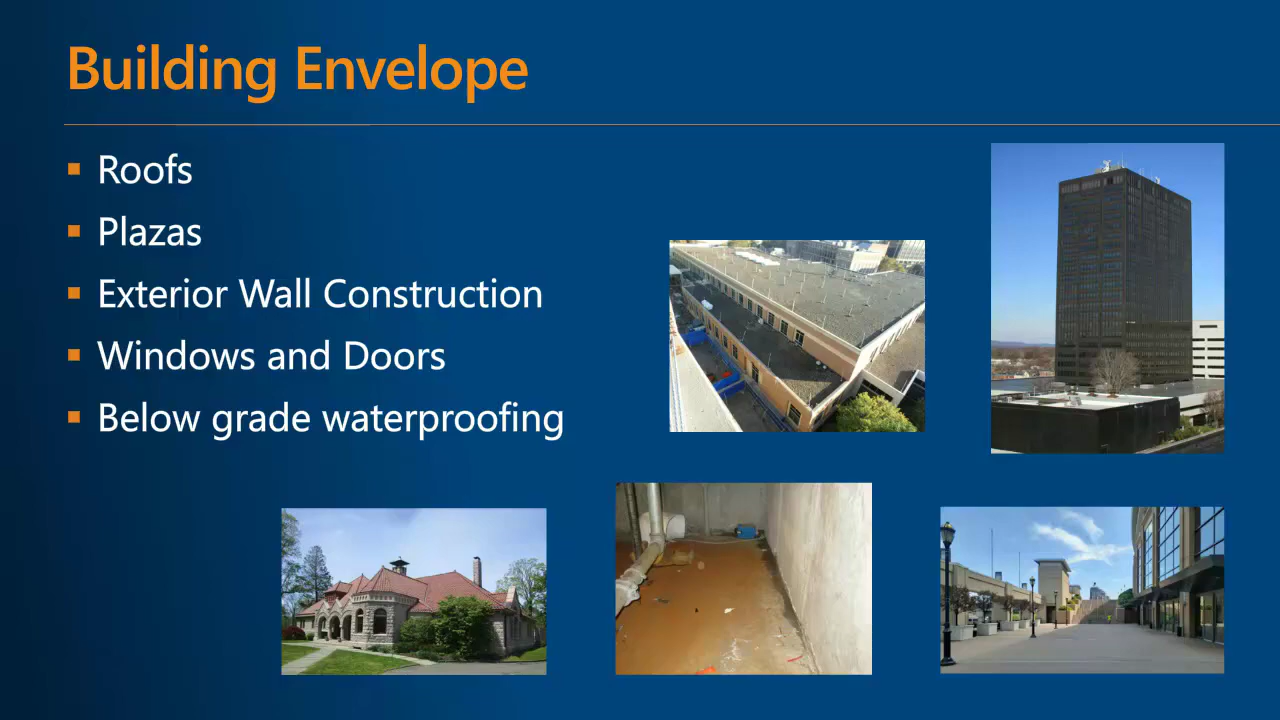 Building Envelope
Roofs
Plazas
Exterior Wall Construction
Windows and Doors
Below grade waterproofing